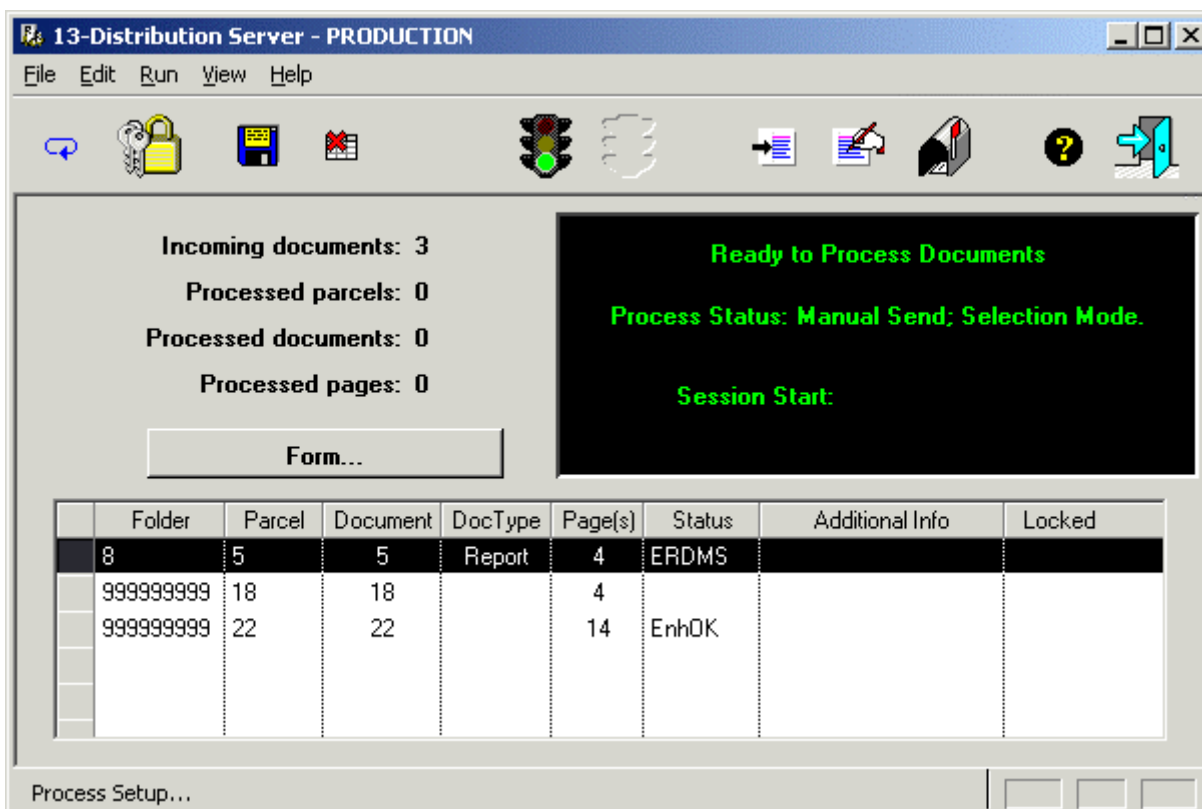 13-Distribution Server - PRODUCTION
File Edit Run View Help
Incoming documents: 3
Processed parcels: 0
Processed documents: 0
Processed pages: 0
Form...
Ready to Process Documents
Process Status: Manual Send; Selection Mode.
Session Start:
Folder Parcel Document DocType Page(s) Status Additional Info Locked
8 5 5 Report 4 ERDMS
999999999 18 18 4
999999999 22 22 14 EnhOK
Process Setup...